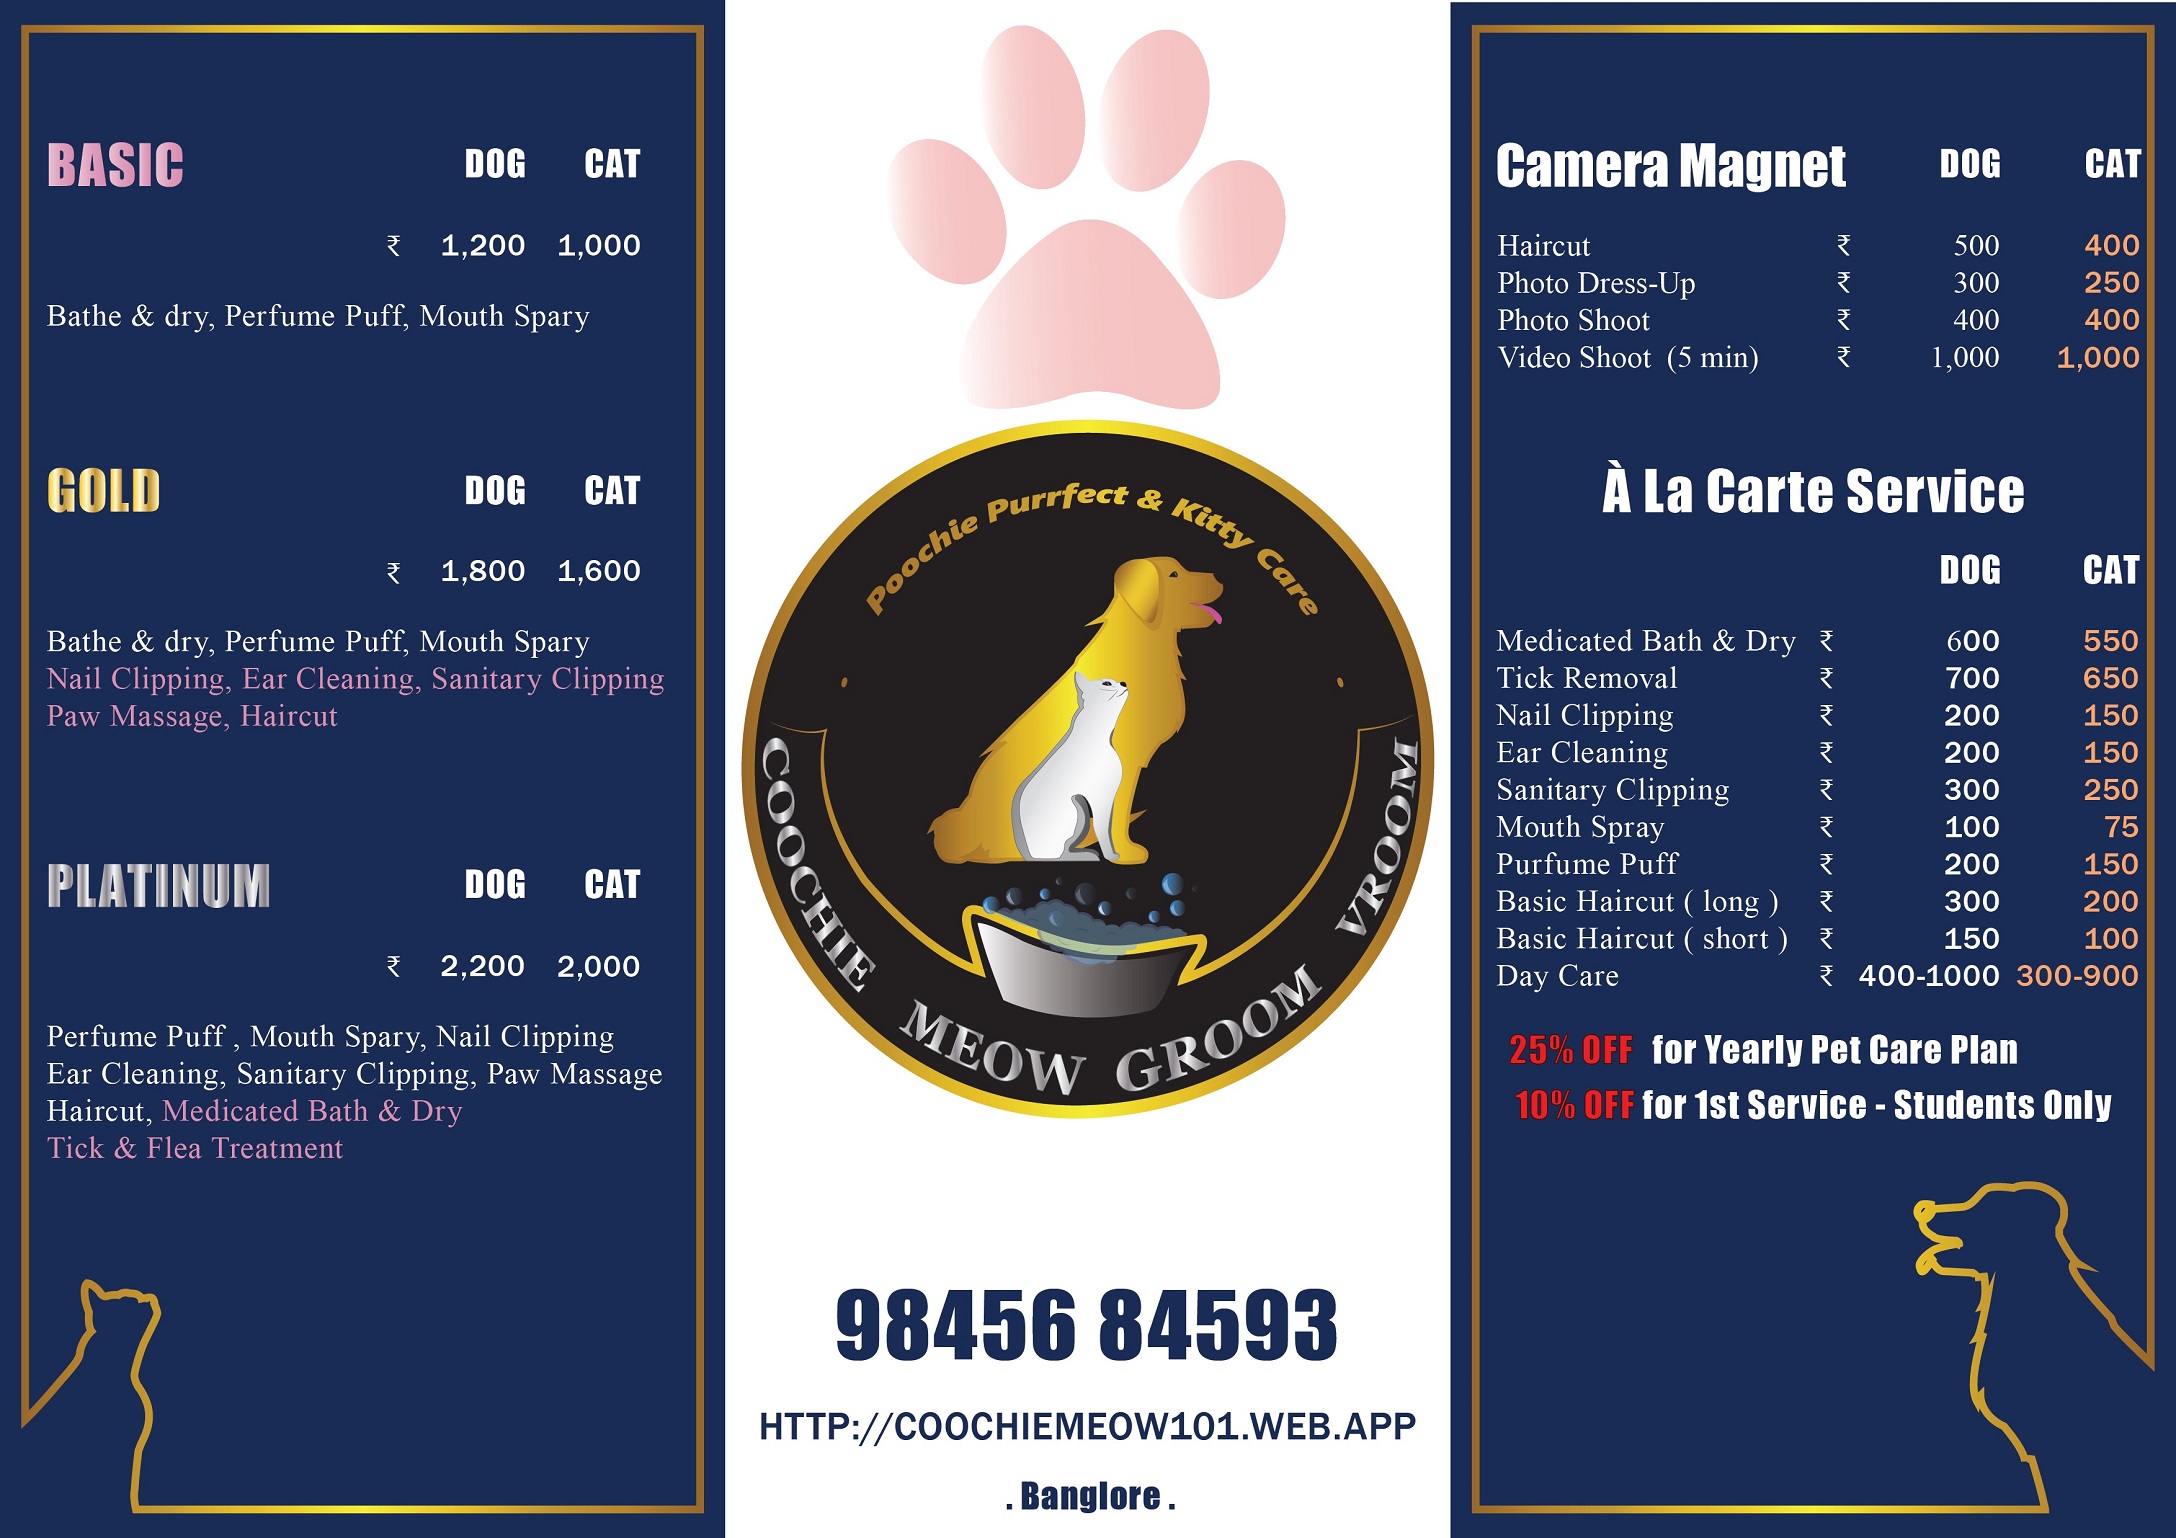 BASIC DOG CAT
₹ 1,200 1,000
Bathe & dry, Perfume Puff, Mouth Spary
GOLD DOG CAT
₹ 1,800 1,600
Bathe & dry, Perfume Puff, Mouth Spary
Nail Clipping, Ear Cleaning, Sanitary Clipping
Paw Massage, Haircut
PLATINUM DOG CAT
₹ 2,200 2,000
Perfume Puff , Mouth Spary, Nail Clipping
Ear Cleaning, Sanitary Clipping, Paw Massage
Haircut, Medicated Bath & Dry
Tick & Flea Treatment
Poochie Purrfect & Kitty Care
COOCHIE MEOW GROOM VROOM
98456 84593
HTTP://COOCHIEMEOW101.WEB.APP
. Banglore .
Camera Magnet DOG CAT
Haircut ₹ 500 400
Photo Dress-Up ₹ 300 250
Photo Shoot ₹ 400 400
Video Shoot (5 min) ₹ 1,000 1,000
À La Carte Service
DOG CAT
Medicated Bath & Dry ₹ 600 550
Tick Removal ₹ 700 650
Nail Clipping ₹ 200 150
Ear Cleaning ₹ 200 150
Sanitary Clipping ₹ 300 250
Mouth Spray ₹ 100 75
Purfume Puff ₹ 200 150
Basic Haircut ( long ) ₹ 300 200
Basic Haircut ( short ) ₹ 150 100
Day Care ₹ 400-1000 300-900
25% OFF for Yearly Pet Care Plan
10% OFF for 1st Service - Students Only